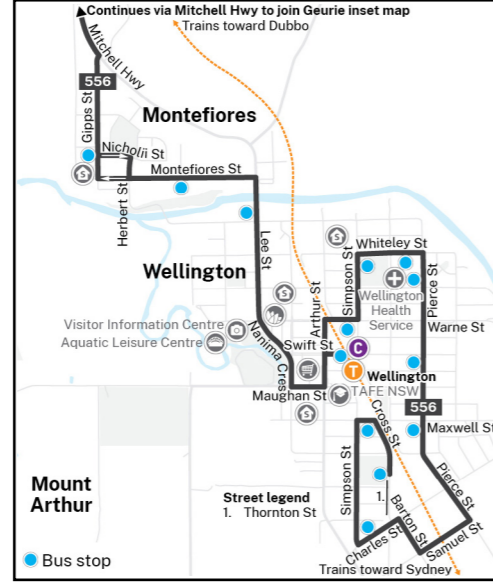 Continues via Mitchell Hwy to join Geurie inset map
Trains toward Dubbo
Mitchell Hwy
556
Gipps St
Montefiores
Nicholii St
S
Montefiores St
Herbert St
Lee St
S
Whiteley St
Simpson St
Wellington
Arthur St
Pierce St
Wellington
Health
Service
S
Visitor Information Centre
Aquatic Leisure Centre
Warne St
Nanima Cres
Swift St
C
T
Wellington
Maughan St
TAFE NSW
S
556
Cross St
Maxwell St
Simpson St
Mount
Arthur
Street legend
1. Thornton St
1.
Barton St
Pierce St
Charles St
Samuel St
Bus stop
Trains toward Sydney